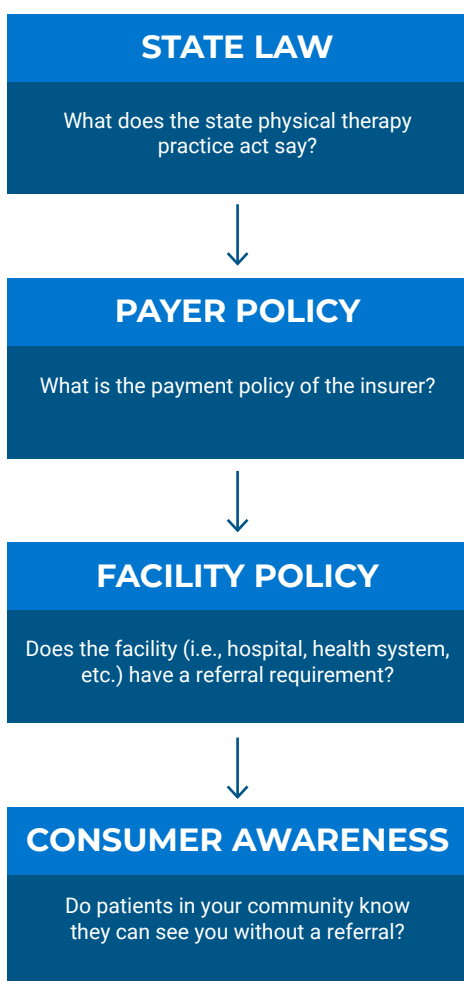 STATE LAW
What does the state physical therapy
practice act say?
PAYER POLICY
What is the payment policy of the insurer?
FACILITY POLICY
Does the facility (i.e., hospital, health system,
etc.) have a referral requirement?
CONSUMER AWARENESS
Do patients in your community know
they can see you without a referral?